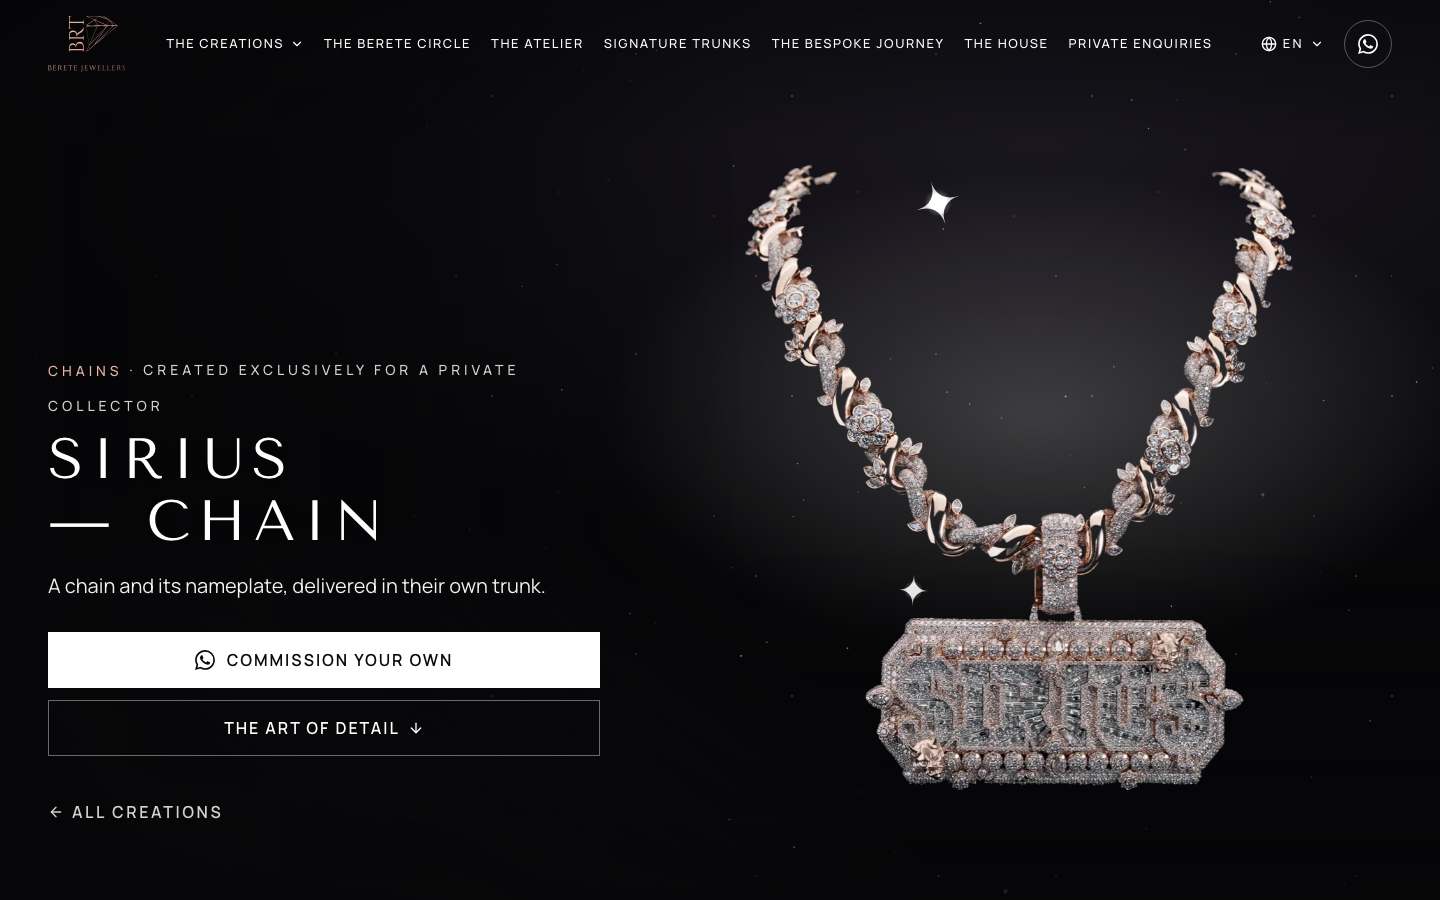 BRT
BERETE JEWELLERS
THE CREATIONS
THE BERETE CIRCLE
THE ATELIER
SIGNATURE TRUNKS
THE BESPOKE JOURNEY
THE HOUSE
PRIVATE ENQUIRIES
EN
CHAINS · CREATED EXCLUSIVELY FOR A PRIVATE
COLLECTOR
SIRIUS
— CHAIN
A chain and its nameplate, delivered in their own trunk.
COMMISSION YOUR OWN
THE ART OF DETAIL ↓
← ALL CREATIONS
SIRIUS